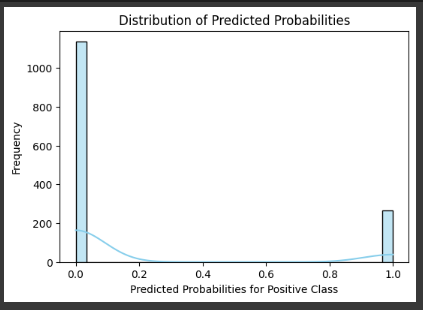 Distribution of Predicted Probabilities
1000
800
600
400
200
0
Frequency
0.0 0.2 0.4 0.6 0.8 1.0
Predicted Probabilities for Positive Class